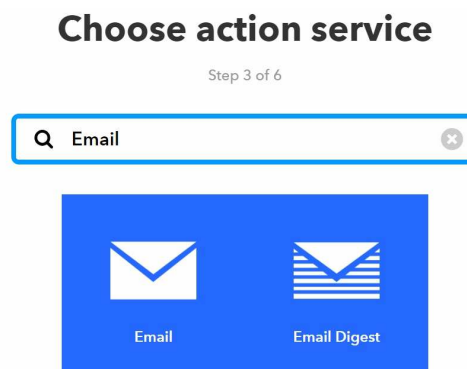 Choose action service
Step 3 of 6
Email
Email
Email Digest